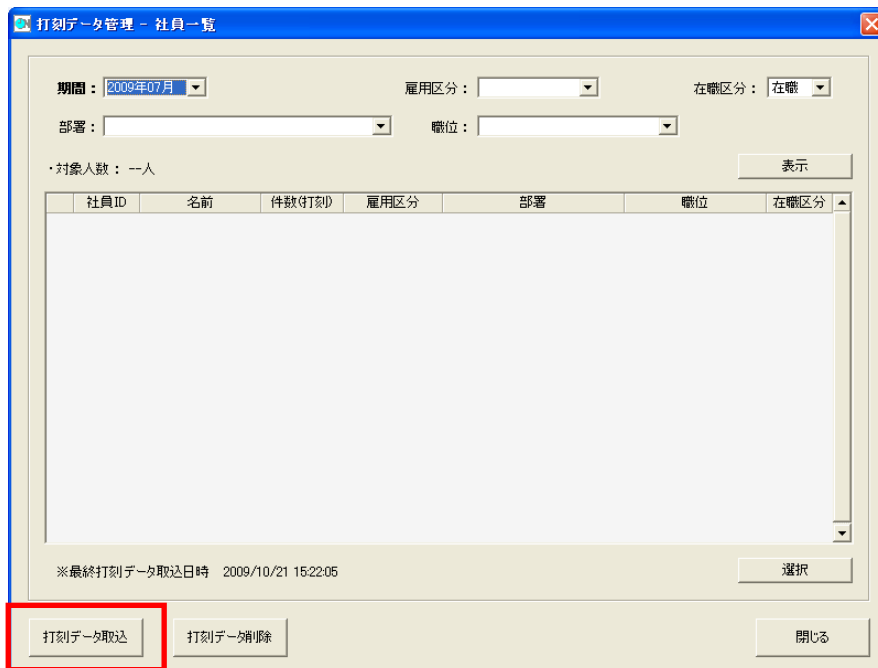 打刻データ管理 - 社員一覧
期間： 2009年07月 雇用区分： 在職区分： 在職
部署： 職位：
・対象人数： --人 表示
社員ID 名前 件数(打刻) 雇用区分 部署 職位 在職区分
※最終打刻データ取込日時 2009/10/21 15:22:05 選択
打刻データ取込 打刻データ削除 閉じる